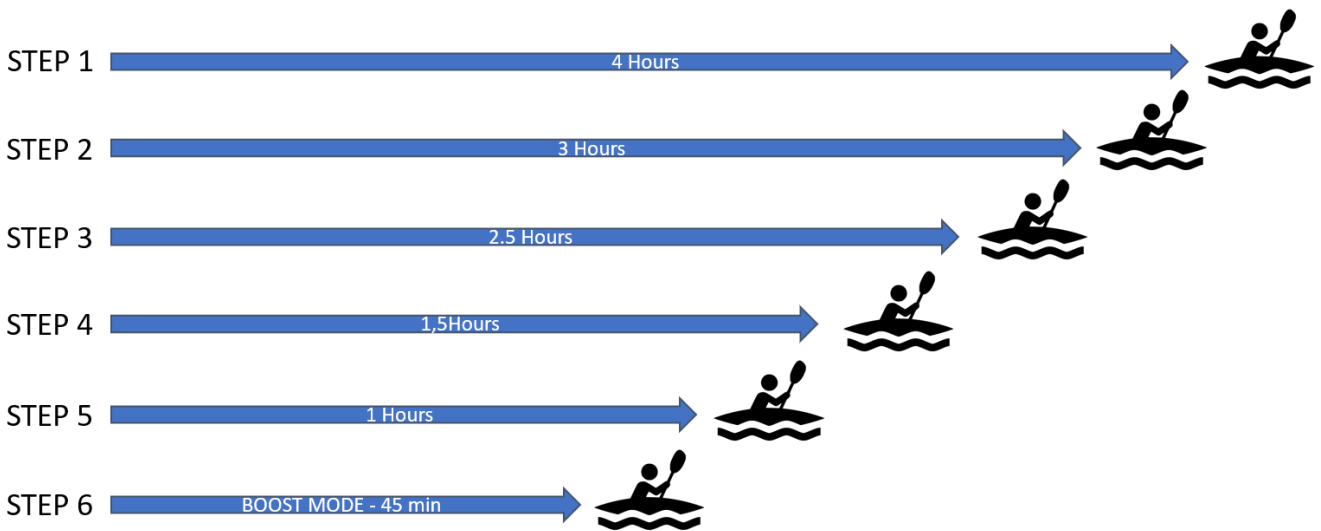 STEP 1 4 Hours
STEP 2 3 Hours
STEP 3 2.5 Hours
STEP 4 1,5Hours
STEP 5 1 Hours
STEP 6 BOOST MODE - 45 min